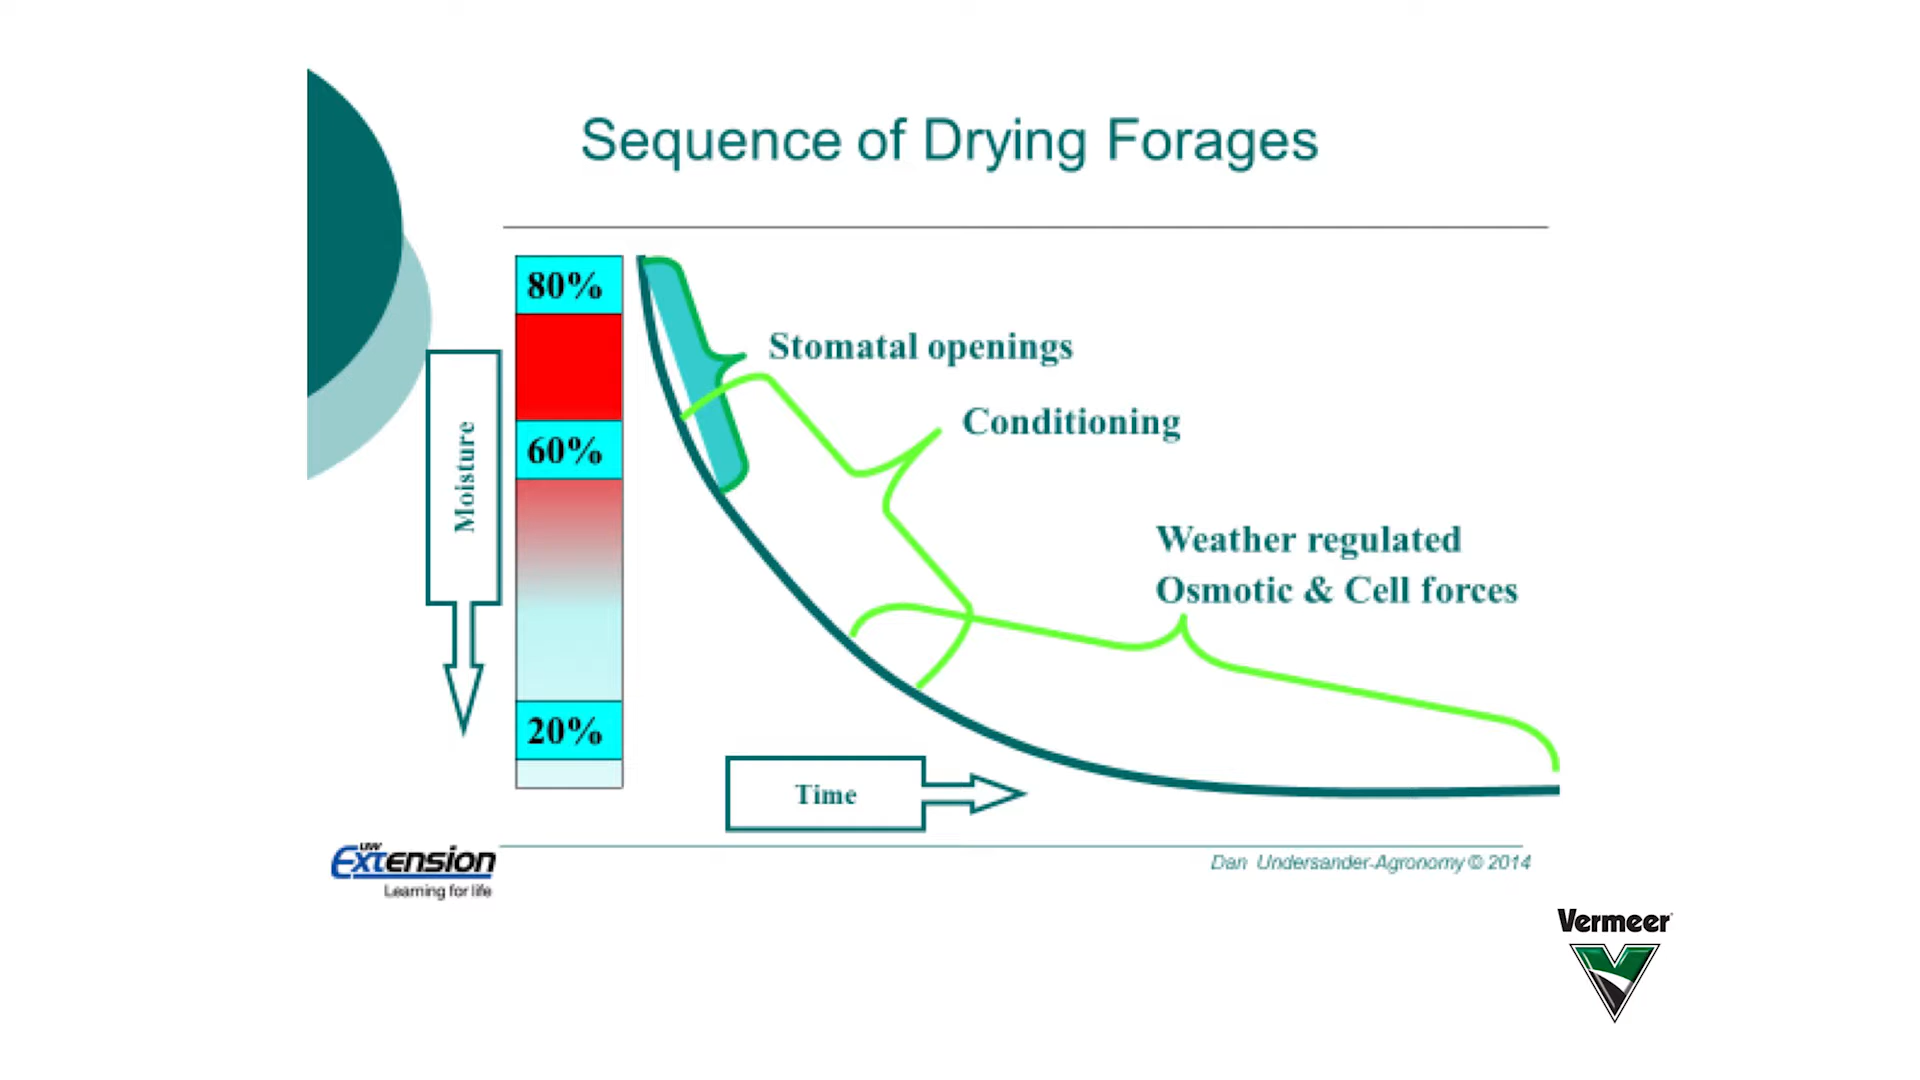 Sequence of Drying Forages
80%
Stomatal openings
Conditioning
60%
Moisture
Weather regulated
Osmotic & Cell forces
20%
Time
UW
Extension
Learning for life
Dan Undersander-Agronomy © 2014
Vermeer